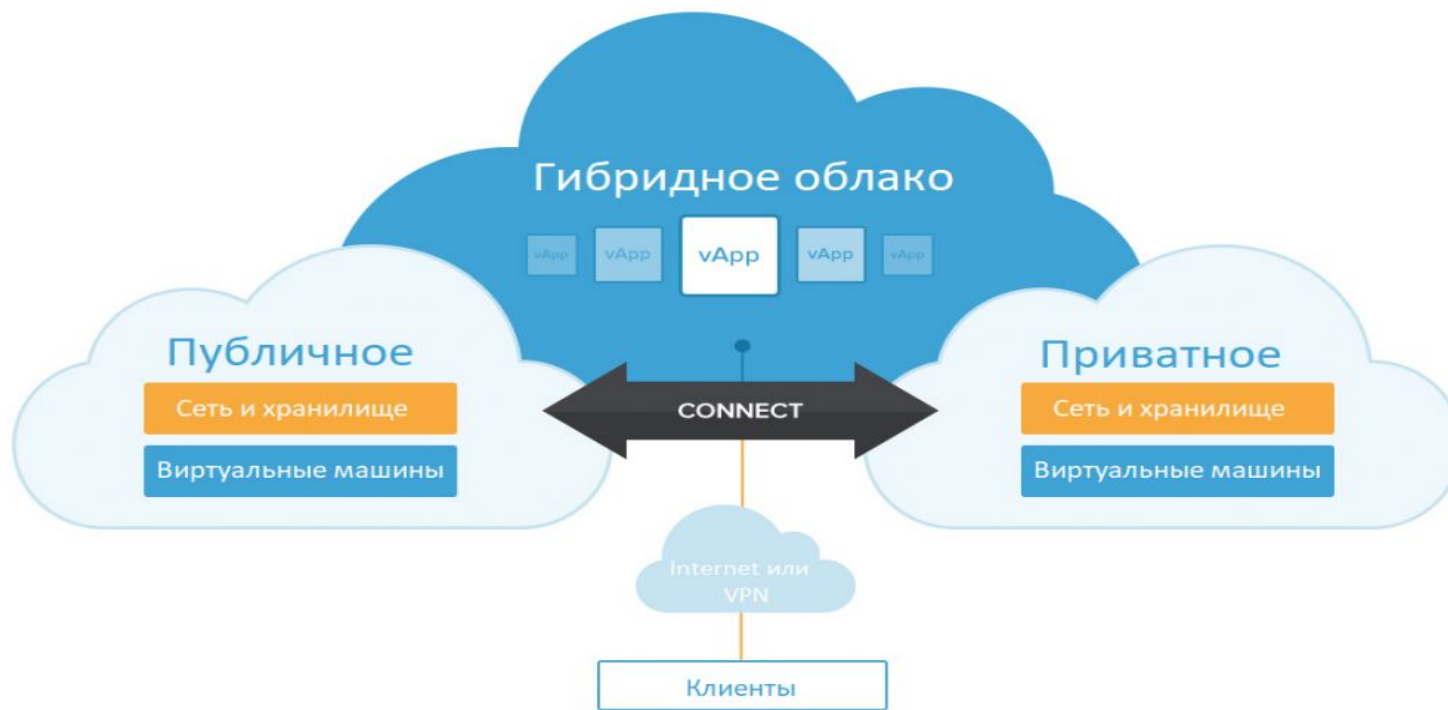 Гибридное облако
vApp vApp vApp vApp vApp
Публичное
Сеть и хранилище
Виртуальные машины
CONNECT
Приватное
Сеть и хранилище
Виртуальные машины
Internet или
VPN
Клиенты